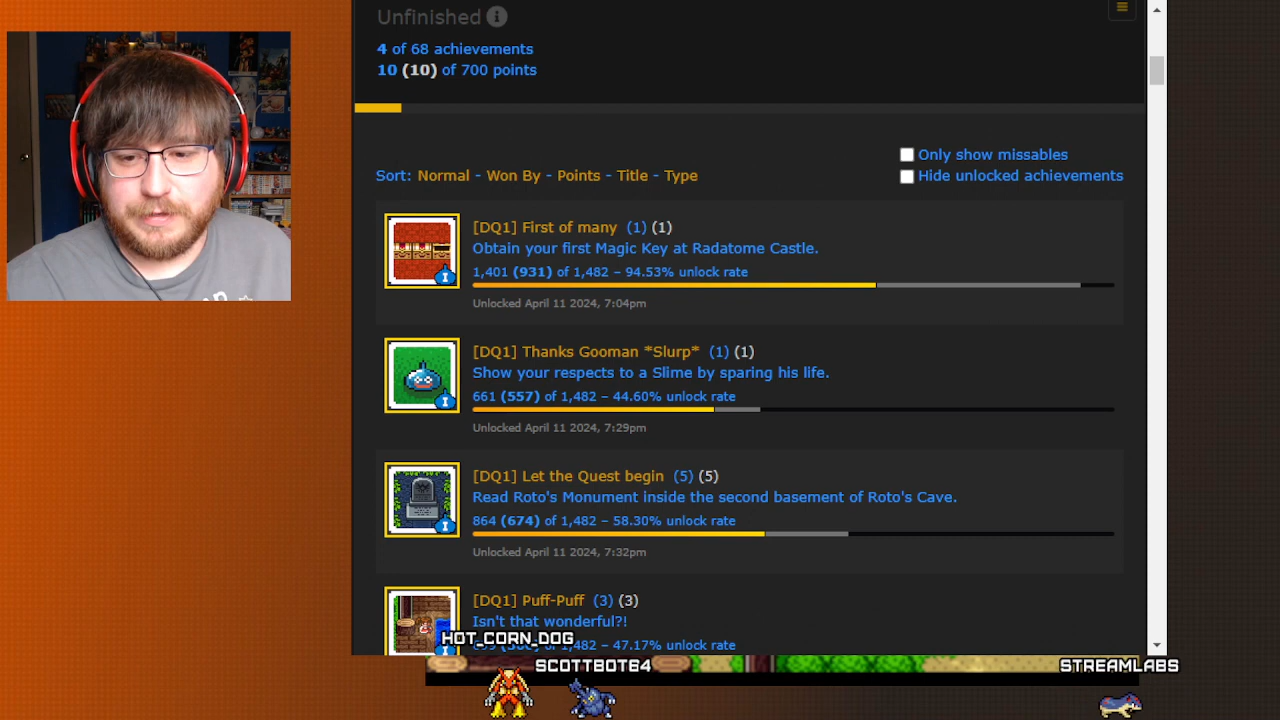 Unfinished
4 of 68 achievements
10 (10) of 700 points
Only show missables
Hide unlocked achievements
Sort: Normal - Won By - Points - Title - Type
[DQ1] First of many (1) (1)
Obtain your first Magic Key at Radatome Castle.
1,401 (931) of 1,482 – 94.53% unlock rate
Unlocked April 11 2024, 7:04pm
[DQ1] Thanks Gooman *Slurp* (1) (1)
Show your respects to a Slime by sparing his life.
661 (557) of 1,482 – 44.60% unlock rate
Unlocked April 11 2024, 7:29pm
[DQ1] Let the Quest begin (5) (5)
Read Roto's Monument inside the second basement of Roto's Cave.
864 (674) of 1,482 – 58.30% unlock rate
Unlocked April 11 2024, 7:32pm
[DQ1] Puff-Puff (3) (3)
Isn't that wonderful?!
of 1,482 – 47.17% unlock rate
HOT_CORN_DOG
SCOTTBOT64
STREAMLABS